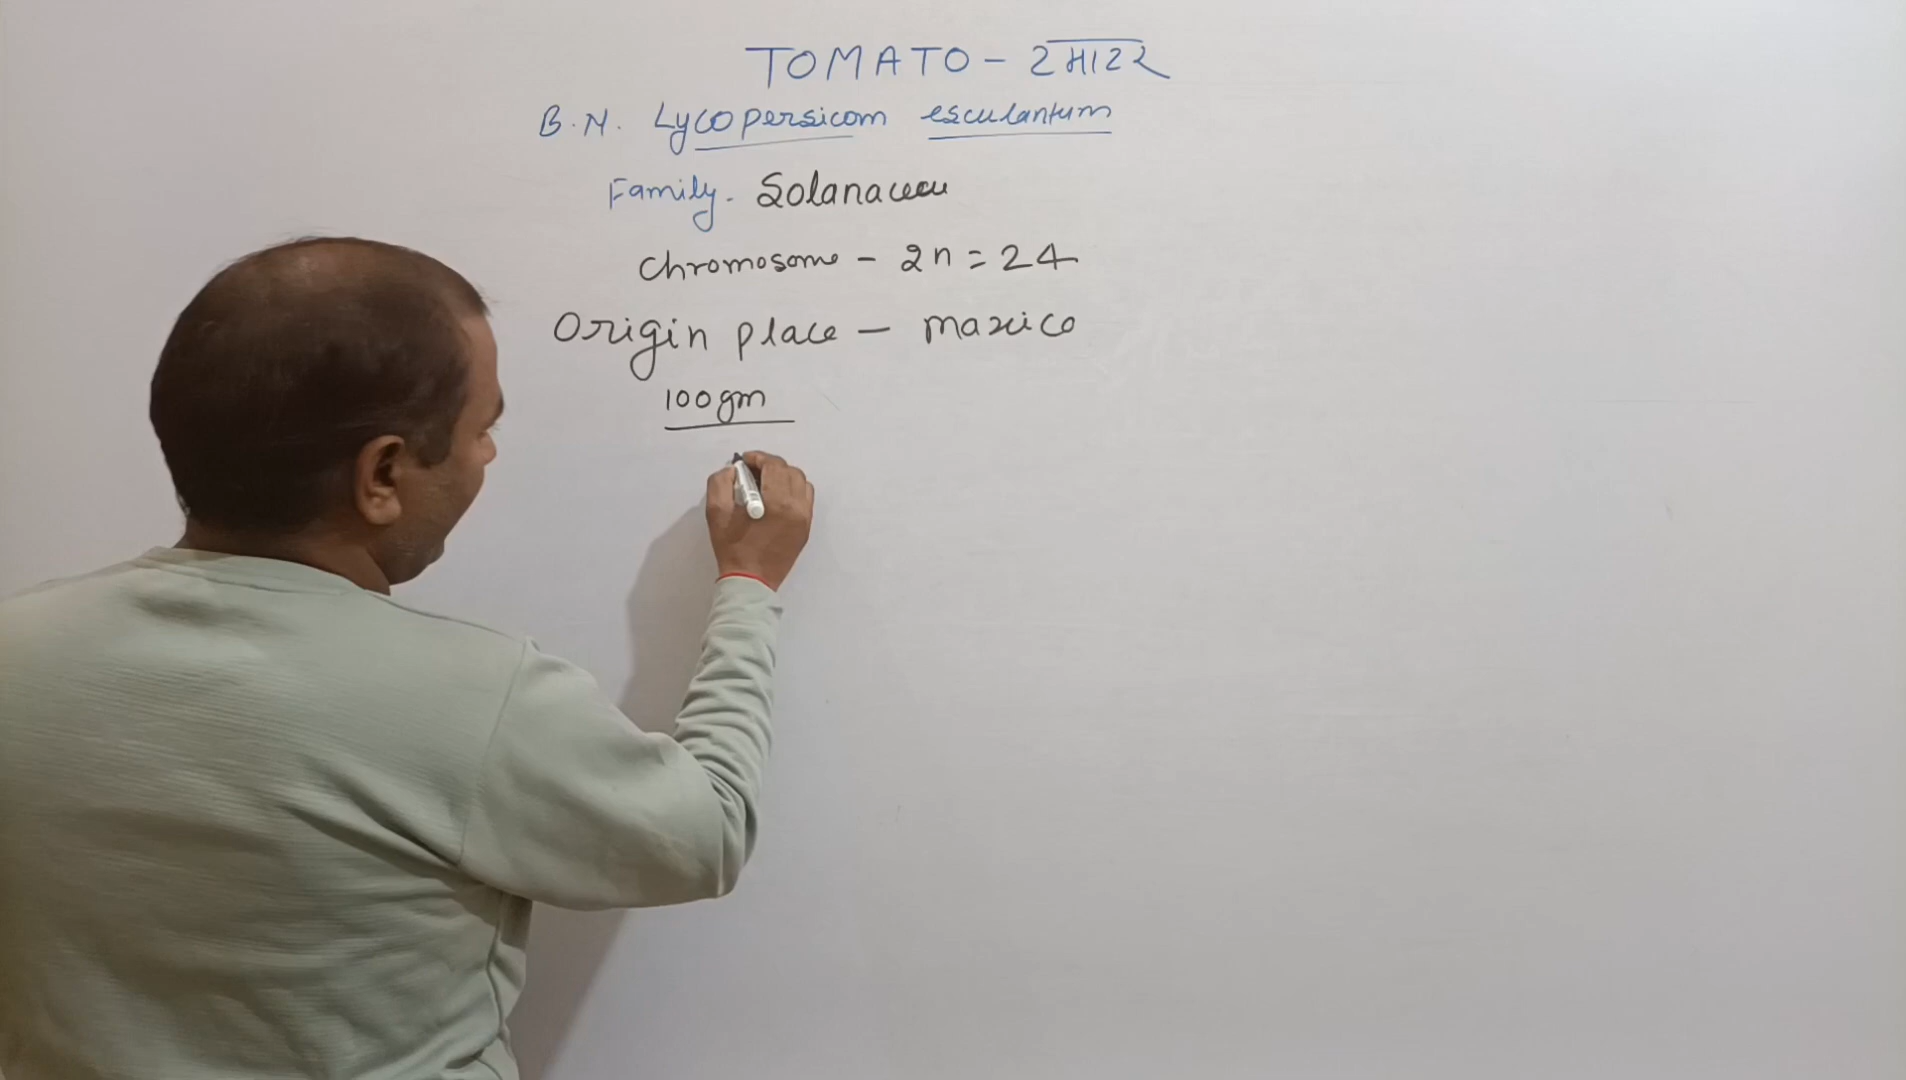 TOMATO - टमाटर
B.N. Lycopersicom esculantum
Family. Solanaceae
Chromosome - 2n = 24
Origin place - maxico
100gm